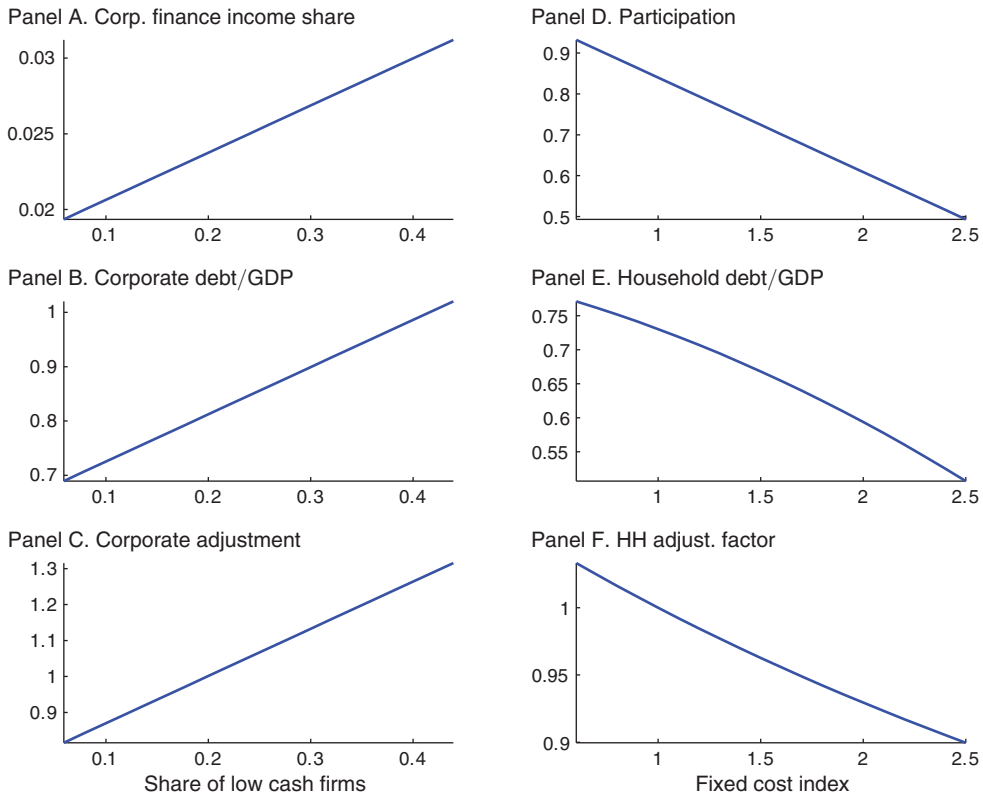 Panel A. Corp. finance income share
0.03
0.025
0.02
0.1 0.2 0.3 0.4
Panel B. Corporate debt/GDP
1
0.9
0.8
0.7
0.1 0.2 0.3 0.4
Panel C. Corporate adjustment
1.3
1.2
1.1
1
0.9
0.1 0.2 0.3 0.4
Share of low cash firms
Panel D. Participation
0.9
0.8
0.7
0.6
0.5
1 1.5 2 2.5
Panel E. Household debt/GDP
0.75
0.7
0.65
0.6
0.55
1 1.5 2 2.5
Panel F. HH adjust. factor
1
0.95
0.9
1 1.5 2 2.5
Fixed cost index